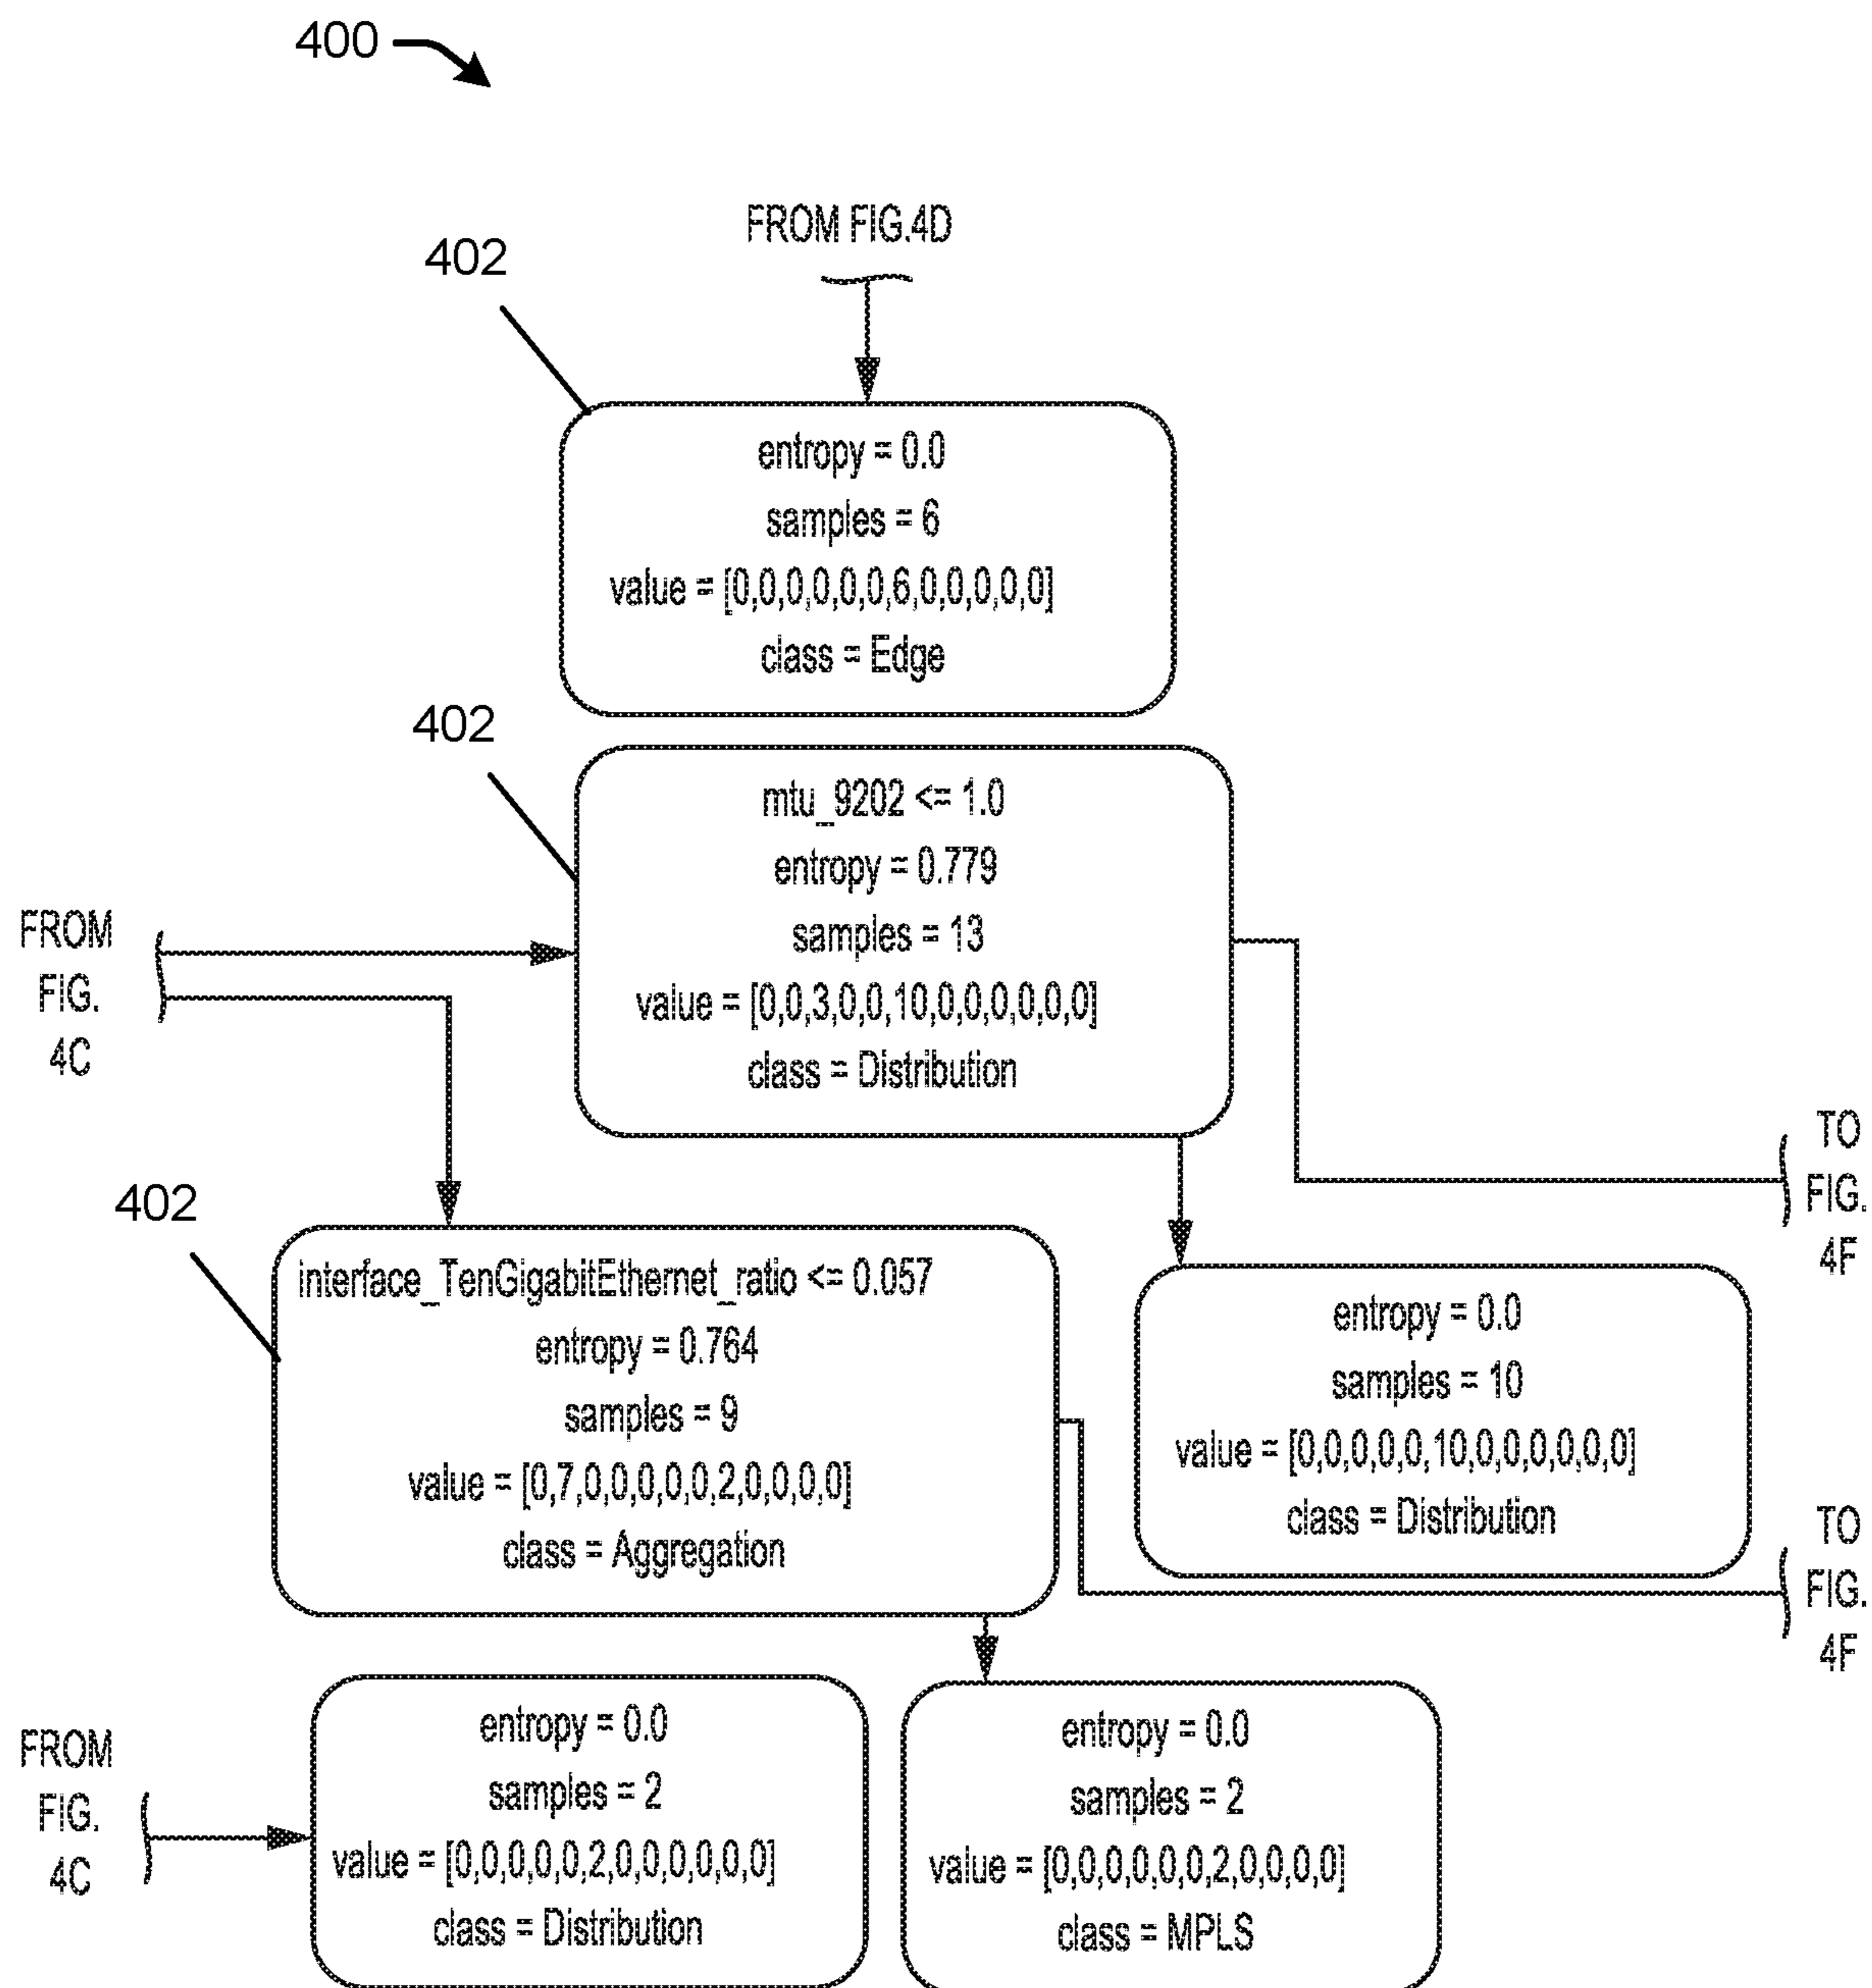 400
FROM FIG.4D
402
entropy = 0.0
samples = 6
value = [0,0,0,0,0,0,6,0,0,0,0,0]
class = Edge
402
mtu_9202 <= 1.0
entropy = 0.779
samples = 13
value = [0,0,3,0,0,10,0,0,0,0,0,0]
class = Distribution
FROM
FIG.
4C
TO
FIG.
4F
402
interface_TenGigabitEthernet_ratio <= 0.057
entropy = 0.764
samples = 9
value = [0,7,0,0,0,0,0,2,0,0,0,0]
class = Aggregation
entropy = 0.0
samples = 10
value = [0,0,0,0,0,10,0,0,0,0,0,0]
class = Distribution
TO
FIG.
4F
FROM
FIG.
4C
entropy = 0.0
samples = 2
value = [0,0,0,0,0,2,0,0,0,0,0,0]
class = Distribution
entropy = 0.0
samples = 2
value = [0,0,0,0,0,0,2,0,0,0,0]
class = MPLS